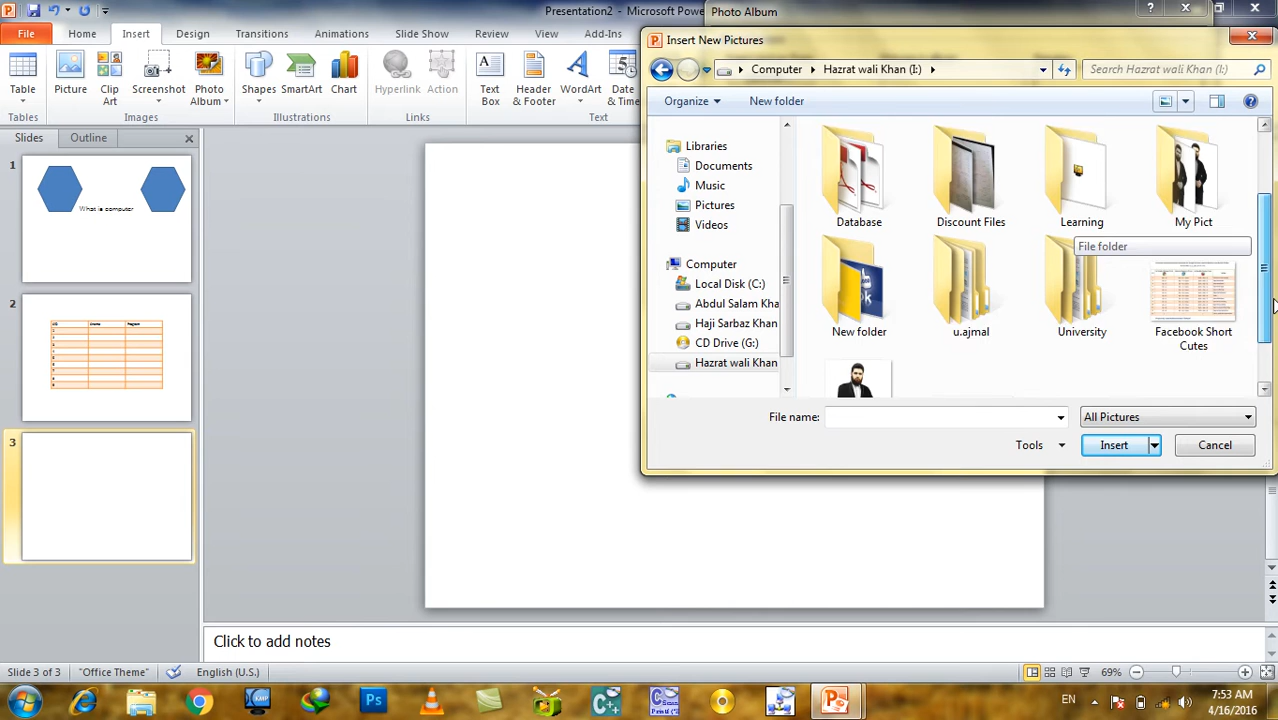 Presentation2 - Microsoft Pow
Photo Album
File
Home
Insert
Design
Transitions
Animations
Slide Show
Review
View
Add-Ins
Table
Picture
Clip
Art
Screenshot
Photo
Album
Shapes
SmartArt
Chart
Hyperlink
Action
Text
Box
Header
& Footer
WordArt
Date
& Time
Tables
Images
Illustrations
Links
Text
Slides
Outline
1
What is computer
2
3
Insert New Pictures
Computer
Hazrat wali Khan (I:)
Search Hazrat wali Khan (I:)
Organize
New folder
Libraries
Documents
Music
Pictures
Videos
Computer
Local Disk (C:)
Abdul Salam Kha
Haji Sarbaz Khan
CD Drive (G:)
Hazrat wali Khan
Database
Discount Files
Learning
My Pict
File folder
New folder
u.ajmal
University
Facebook Short
Cutes
File name:
All Pictures
Tools
Insert
Cancel
Click to add notes
Slide 3 of 3
"Office Theme"
English (U.S.)
69%
EN
7:53 AM
4/16/2016